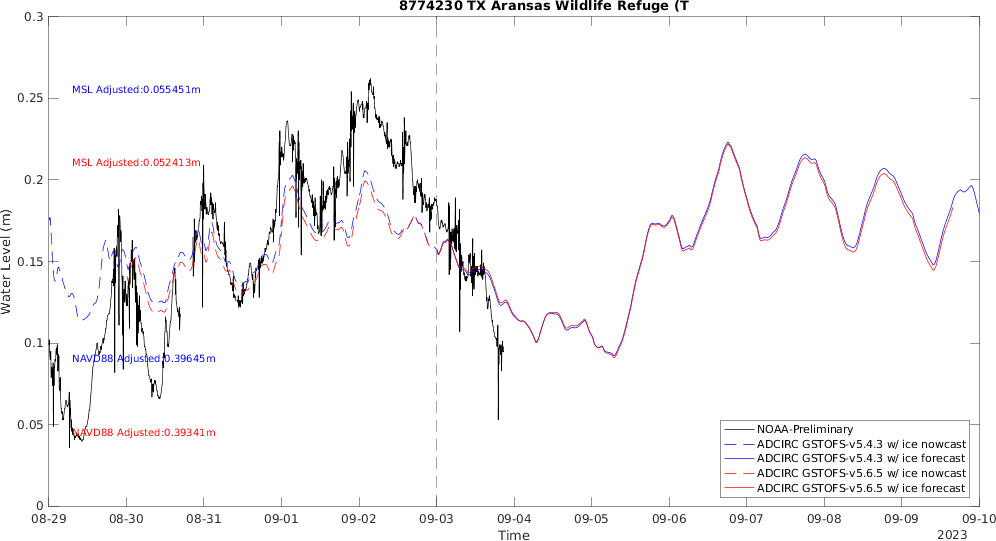 8774230 TX Aransas Wildlife Refuge (T
0.3
0.25
0.2
0.15
0.1
0.05
0
Water Level (m)
MSL Adjusted:0.055451m
MSL Adjusted:0.052413m
NAVD88 Adjusted:0.39645m
NAVD88 Adjusted:0.39341m
NOAA-Preliminary
ADCIRC GSTOFS-v5.4.3 w/ ice nowcast
ADCIRC GSTOFS-v5.4.3 w/ ice forecast
ADCIRC GSTOFS-v5.6.5 w/ ice nowcast
ADCIRC GSTOFS-v5.6.5 w/ ice forecast
08-29 08-30 08-31 09-01 09-02 09-03 09-04 09-05 09-06 09-07 09-08 09-09 09-10
Time
2023